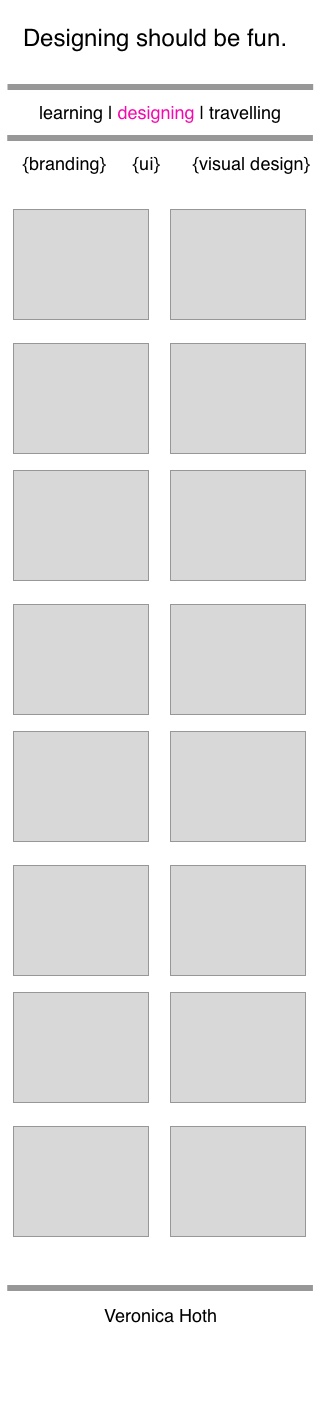 Designing should be fun.
learning | designing | travelling
{branding} {ui} {visual design}
Veronica Hoth